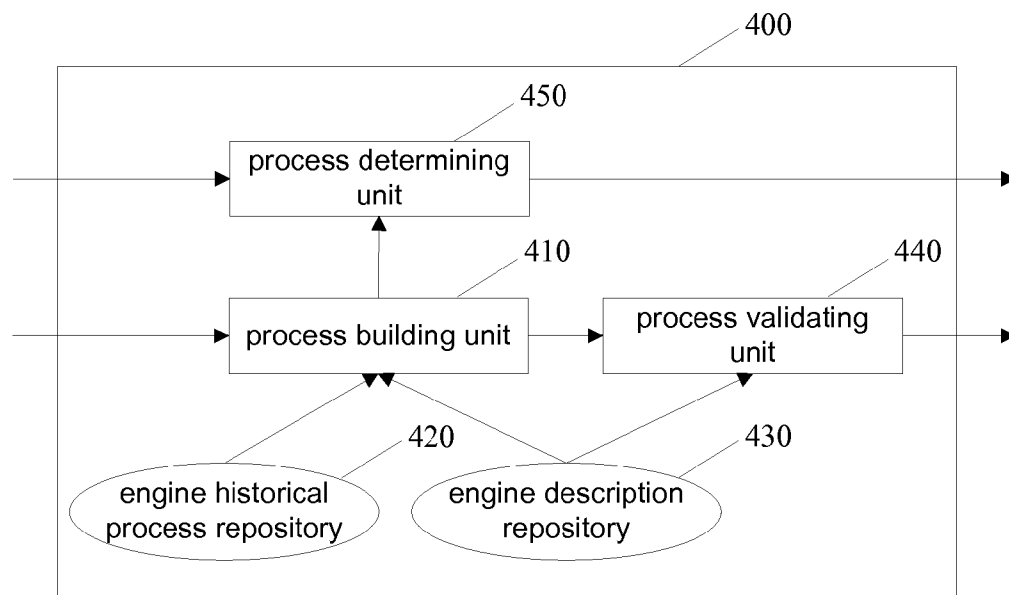 400
450
process determining
unit
410
440
process building unit
process validating
unit
420
430
engine historical
process repository
engine description
repository